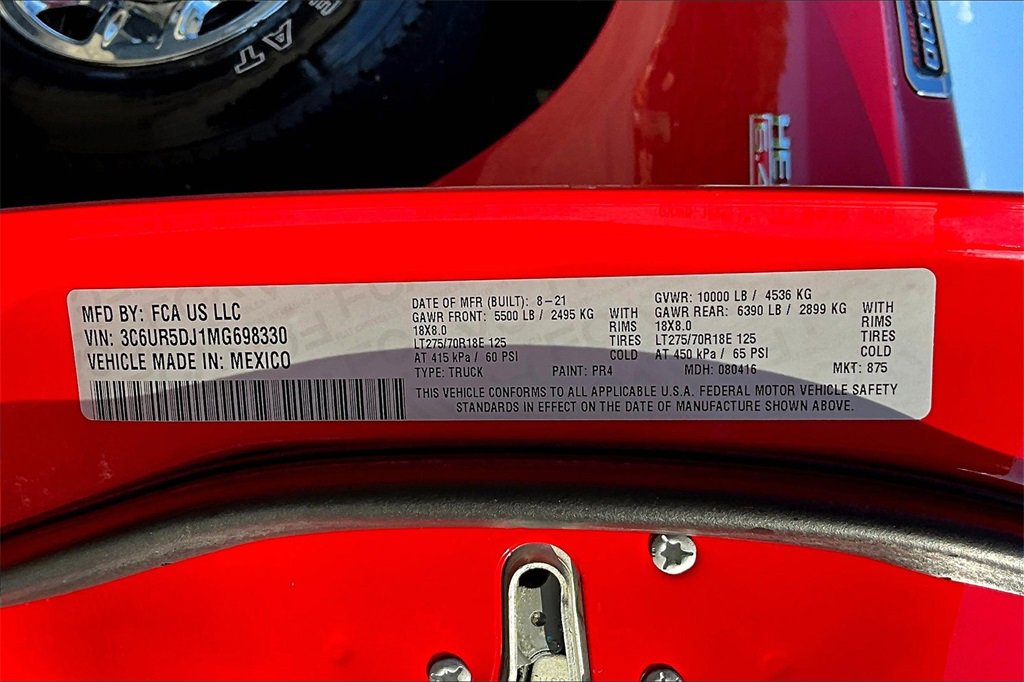 AT
MFD BY: FCA US LLC
VIN: 3C6UR5DJ1MG698330
VEHICLE MADE IN: MEXICO
DATE OF MFR (BUILT): 8-21
GAWR FRONT: 5500 LB / 2495 KG WITH
18X8.0 RIMS
LT275/70R18E 125 TIRES
AT 415 kPa / 60 PSI COLD
TYPE: TRUCK PAINT: PR4
GVWR: 10000 LB / 4536 KG
GAWR REAR: 6390 LB / 2899 KG WITH
18X8.0 RIMS
LT275/70R18E 125 TIRES
AT 450 kPa / 65 PSI COLD
MDH: 080416 MKT: 875
THIS VEHICLE CONFORMS TO ALL APPLICABLE U.S.A. FEDERAL MOTOR VEHICLE SAFETY
STANDARDS IN EFFECT ON THE DATE OF MANUFACTURE SHOWN ABOVE.